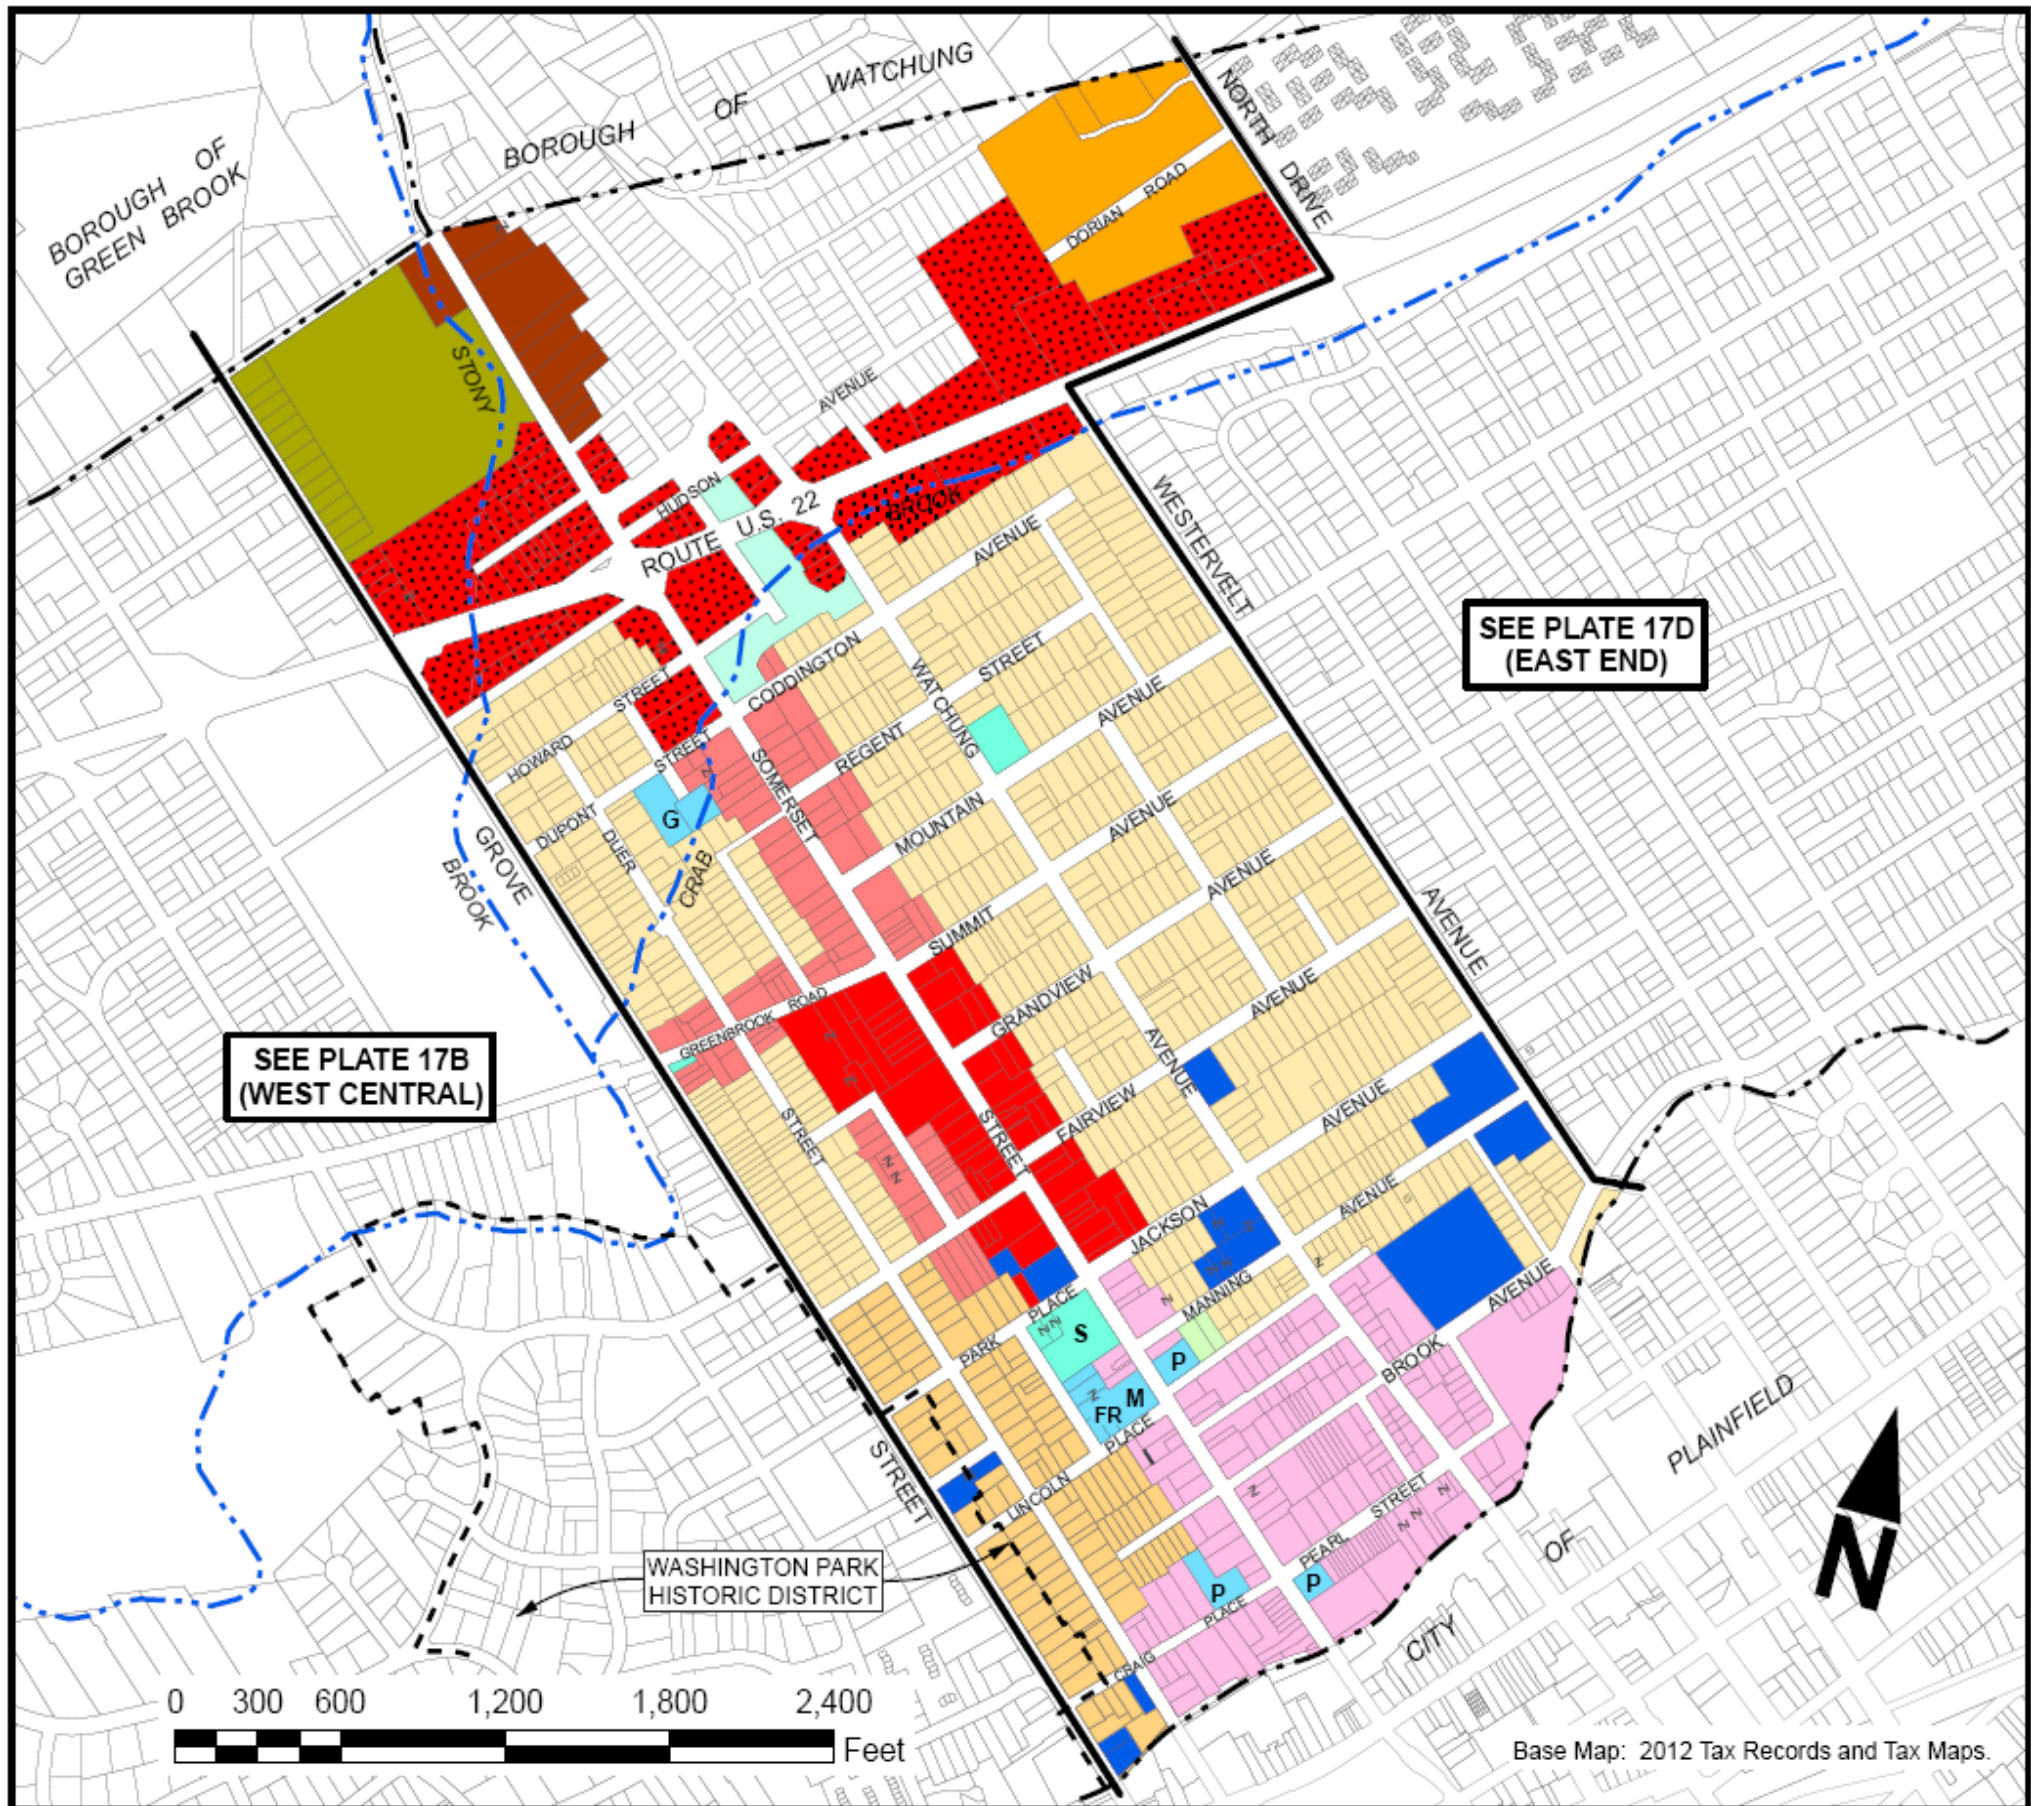 BOROUGH OF WATCHUNG
BOROUGH OF
GREEN BROOK
NORTH DRIVE
DORIAN ROAD
STONY
AVENUE
HUDSON
ROUTE U.S. 22
BROOK
AVENUE
WESTERVELT
SEE PLATE 17D
(EAST END)
STREET
CODDINGTON
WATCHUNG
STREET
AVENUE
HOWARD
STREET
SOMERSET
REGENT
N
G
DUPONT
DUER
MOUNTAIN
AVENUE
GROVE
BROOK
CRAB
AVENUE
AVENUE
SUMMIT
GRANDVIEW
AVENUE
ROAD
GREENBROOK
N
N
AVENUE
SEE PLATE 17B
(WEST CENTRAL)
STREET
STREET
FAIRVIEW
AVENUE
N
N
JACKSON
AVENUE
N
N
N N
N
MANNING
N
PLACE
AVENUE
N N
S
PARK
P
BROOK
N
M
FR
PLACE
I
PLAINFIELD
STREET
LINCOLN
N
STREET
N
N N
OF
PEARL
WASHINGTON PARK
HISTORIC DISTRICT
P
P
PLACE
CITY
CRAIG
N
0 300 600 1,200 1,800 2,400
Feet
Base Map: 2012 Tax Records and Tax Maps.